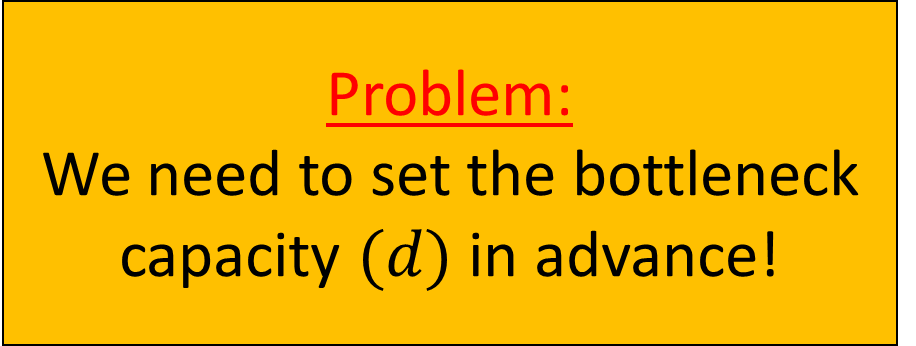 Problem:
We need to set the bottleneck
capacity (d) in advance!